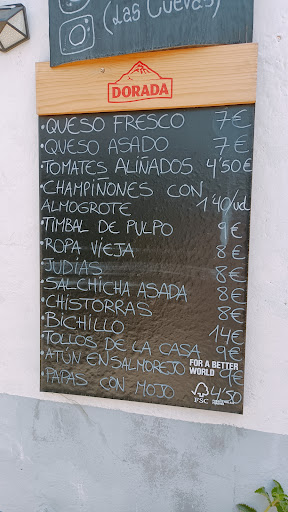 (LAS CUEVAS)
DORADA
• QUESO FRESCO 7€
• QUESO ASADO 7€
• TOMATES ALIÑADOS 4'50€
• CHAMPIÑONES CON
ALMOGROTE 1'40/ud
• TIMBAL DE PULPO 9€
• ROPA VIEJA 8€
• JUDÍAS 8€
• SALCHICHA ASADA 8€
• CHISTORRAS 8€
• BICHILLO 14€
• TOLLOS DE LA CASA 9€
• ATÚN EN SALMOREJO 9€
• PAPAS CON MOJO 4'50
FOR A BETTER
WORLD
FSC